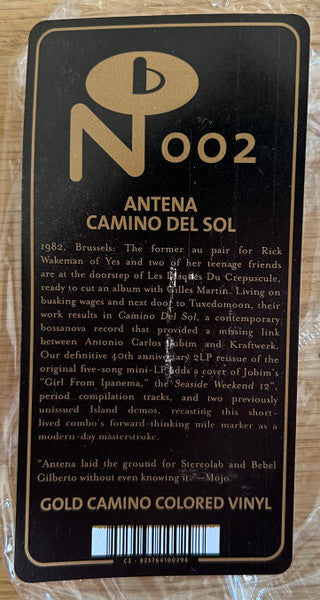 N 002
ANTENA
CAMINO DEL SOL
1982, Brussels: The former au pair for Rick
Wakeman of Yes and two of her teenage friends
are at the doorstep of Les Disques Du Crepuscule,
ready to cut an album with Gilles Martin. Living on
busking wages and next door to Tuxedomoon, their
work results in Camino Del Sol, a contemporary
bossanova record that provided a missing link
between Antonio Carlos Jobim and Kraftwerk.
Our definitive 40th anniversary 2LP reissue of the
original five-song mini-LP adds a cover of Jobim's
"Girl From Ipanema," the Seaside Weekend 12",
period compilation tracks, and two previously
unissued Island demos, recasting this short-
lived combo's forward-thinking mile marker as a
modern-day masterstroke.
"Antena laid the ground for Stereolab and Bebel
Gilberto without even knowing it."—Mojo
GOLD CAMINO COLORED VINYL
C2 - 825764100298